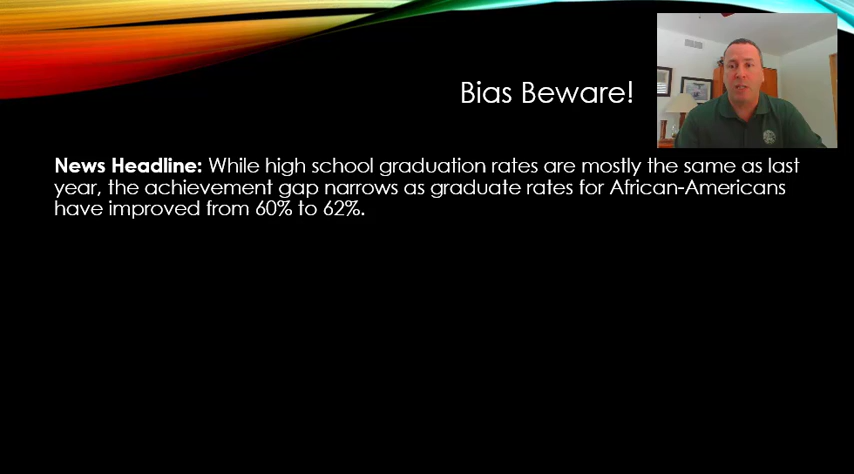 Bias Beware!
News Headline: While high school graduation rates are mostly the same as last
year, the achievement gap narrows as graduate rates for African-Americans
have improved from 60% to 62%.